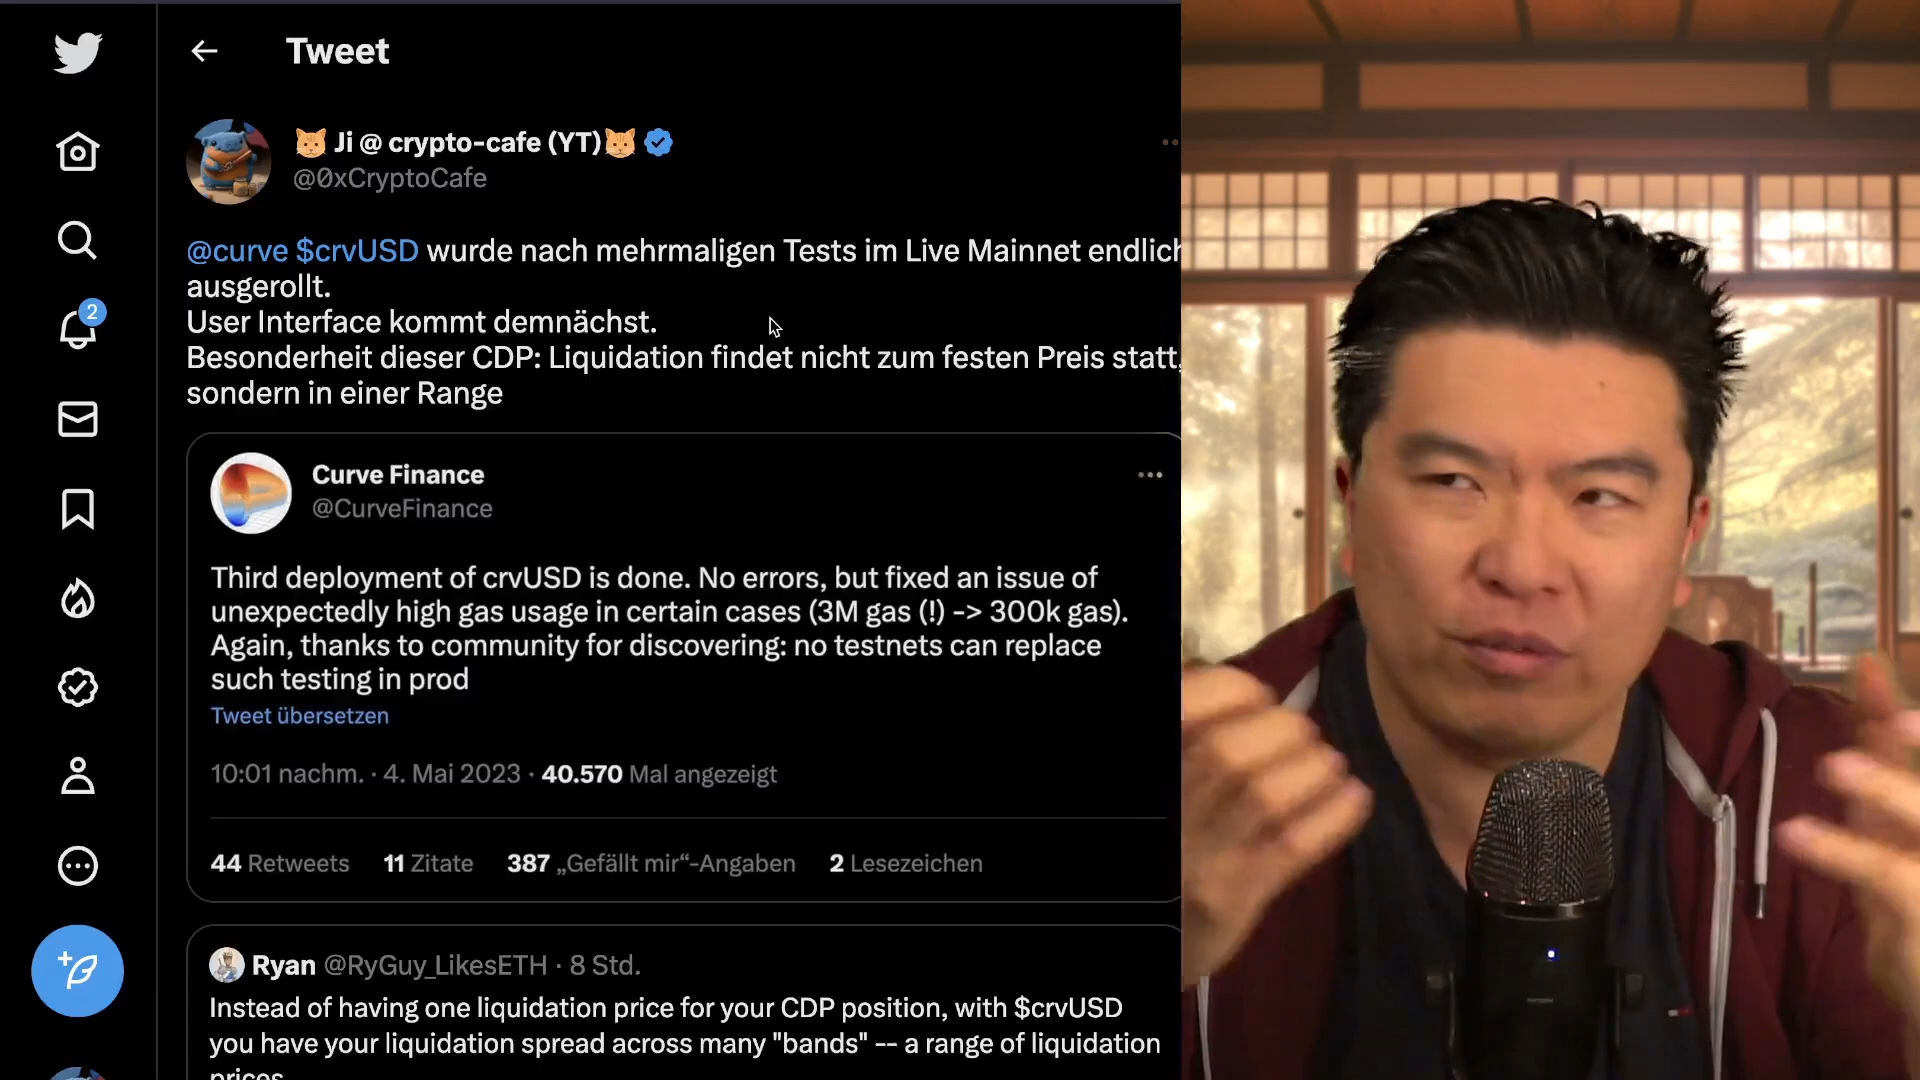 Tweet
🐱 Ji @ crypto-cafe (YT)🐱
@0xCryptoCafe
@curve $crvUSD wurde nach mehrmaligen Tests im Live Mainnet endlich
ausgerollt.
User Interface kommt demnächst.
Besonderheit dieser CDP: Liquidation findet nicht zum festen Preis statt,
sondern in einer Range
2
Curve Finance
@CurveFinance
Third deployment of crvUSD is done. No errors, but fixed an issue of
unexpectedly high gas usage in certain cases (3M gas (!) -> 300k gas).
Again, thanks to community for discovering: no testnets can replace
such testing in prod
Tweet übersetzen
10:01 nachm. · 4. Mai 2023 · 40.570 Mal angezeigt
44 Retweets 11 Zitate 387 „Gefällt mir“-Angaben 2 Lesezeichen
Ryan @RyGuy_LikesETH · 8 Std.
Instead of having one liquidation price for your CDP position, with $crvUSD
you have your liquidation spread across many "bands" -- a range of liquidation
prices